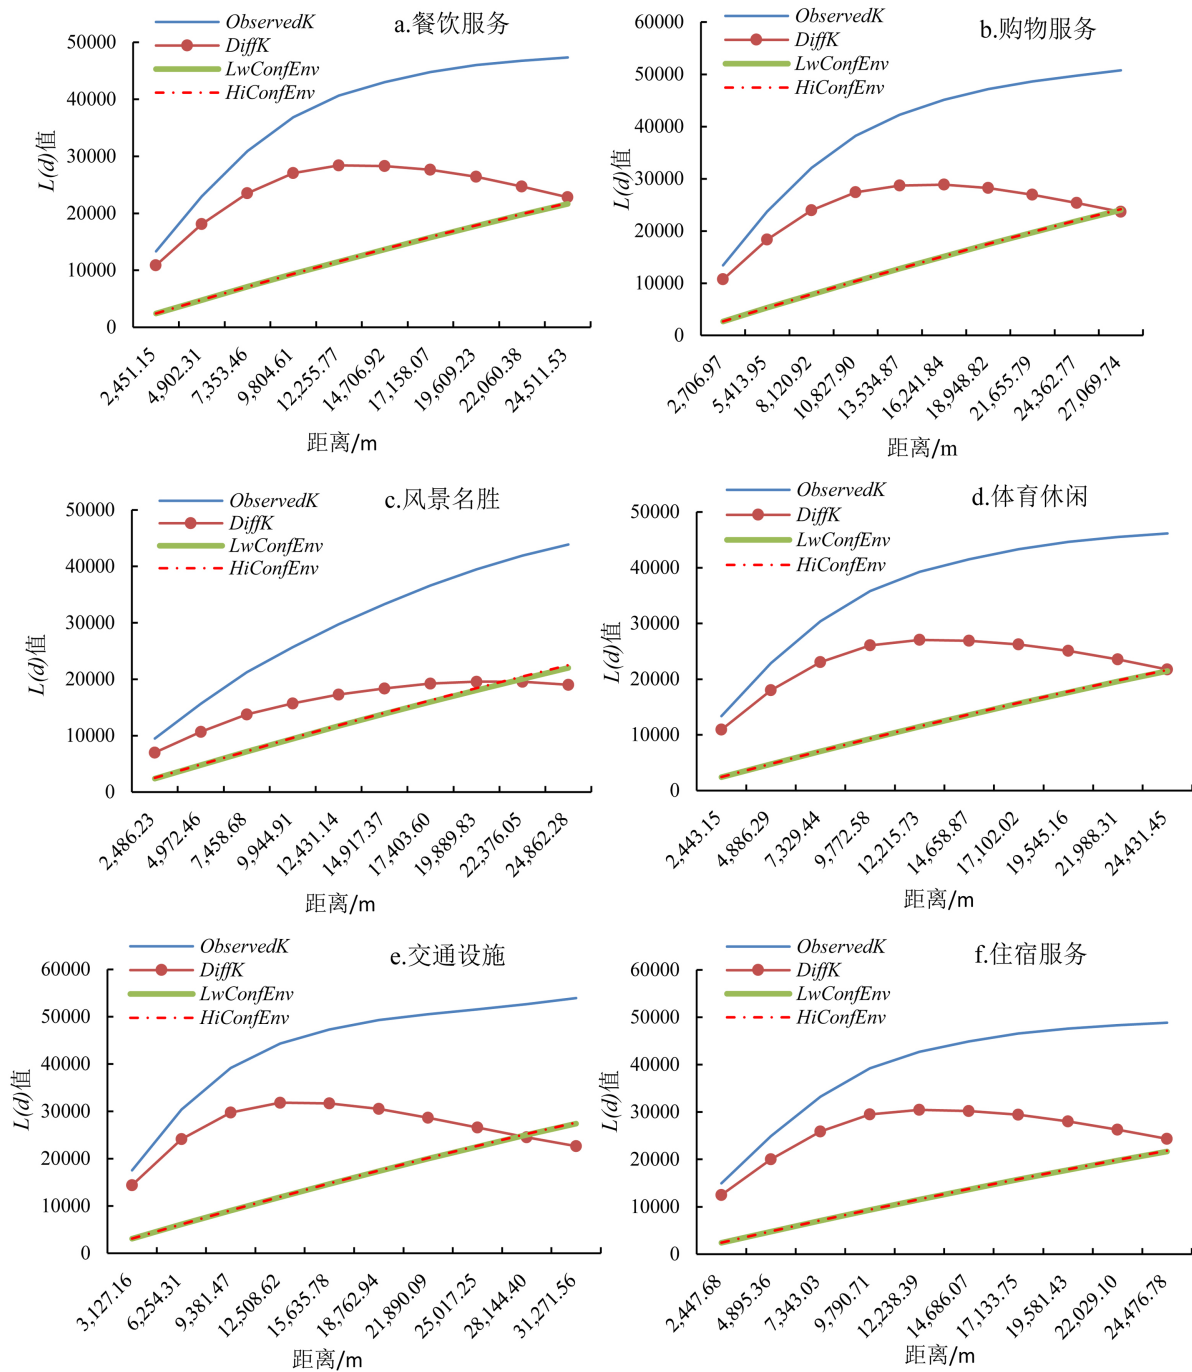 a.餐饮服务
ObservedK
DiffK
LwConfEnv
HiConfEnv
50000
40000
30000
20000
10000
0
L(d)值
2,451.15
4,902.31
7,353.46
9,804.61
12,255.77
14,706.92
17,158.07
19,609.23
22,060.38
24,511.53
距离/m
b.购物服务
ObservedK
DiffK
LwConfEnv
HiConfEnv
60000
50000
40000
30000
20000
10000
0
L(d)值
2,706.97
5,413.95
8,120.92
10,827.90
13,534.87
16,241.84
18,948.82
21,655.79
24,362.77
27,069.74
距离/m
c.风景名胜
ObservedK
DiffK
LwConfEnv
HiConfEnv
50000
40000
30000
20000
10000
0
L(d)值
2,486.23
4,972.46
7,458.68
9,944.91
12,431.14
14,917.37
17,403.60
19,889.83
22,376.05
24,862.28
距离/m
d.体育休闲
ObservedK
DiffK
LwConfEnv
HiConfEnv
50000
40000
30000
20000
10000
0
L(d)值
2,443.15
4,886.29
7,329.44
9,772.58
12,215.73
14,658.87
17,102.02
19,545.16
21,988.31
24,431.45
距离/m
e.交通设施
ObservedK
DiffK
LwConfEnv
HiConfEnv
60000
50000
40000
30000
20000
10000
0
L(d)值
3,127.16
6,254.31
9,381.47
12,508.62
15,635.78
18,762.94
21,890.09
25,017.25
28,144.40
31,271.56
距离/m
f.住宿服务
ObservedK
DiffK
LwConfEnv
HiConfEnv
60000
50000
40000
30000
20000
10000
0
L(d)值
2,447.68
4,895.36
7,343.03
9,790.71
12,238.39
14,686.07
17,133.75
19,581.43
22,029.10
24,476.78
距离/m